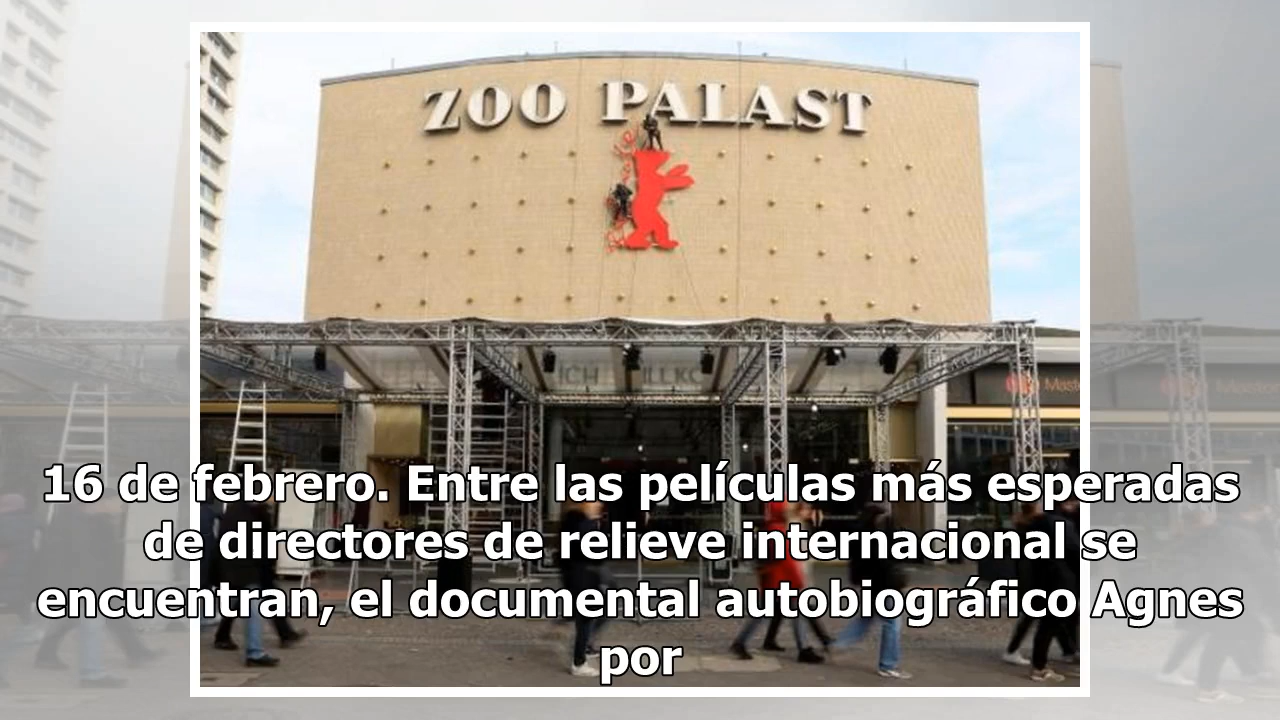 ZOO PALAST
16 de febrero. Entre las películas más esperadas
de directores de relieve internacional se
encuentran, el documental autobiográfico Agnes
por